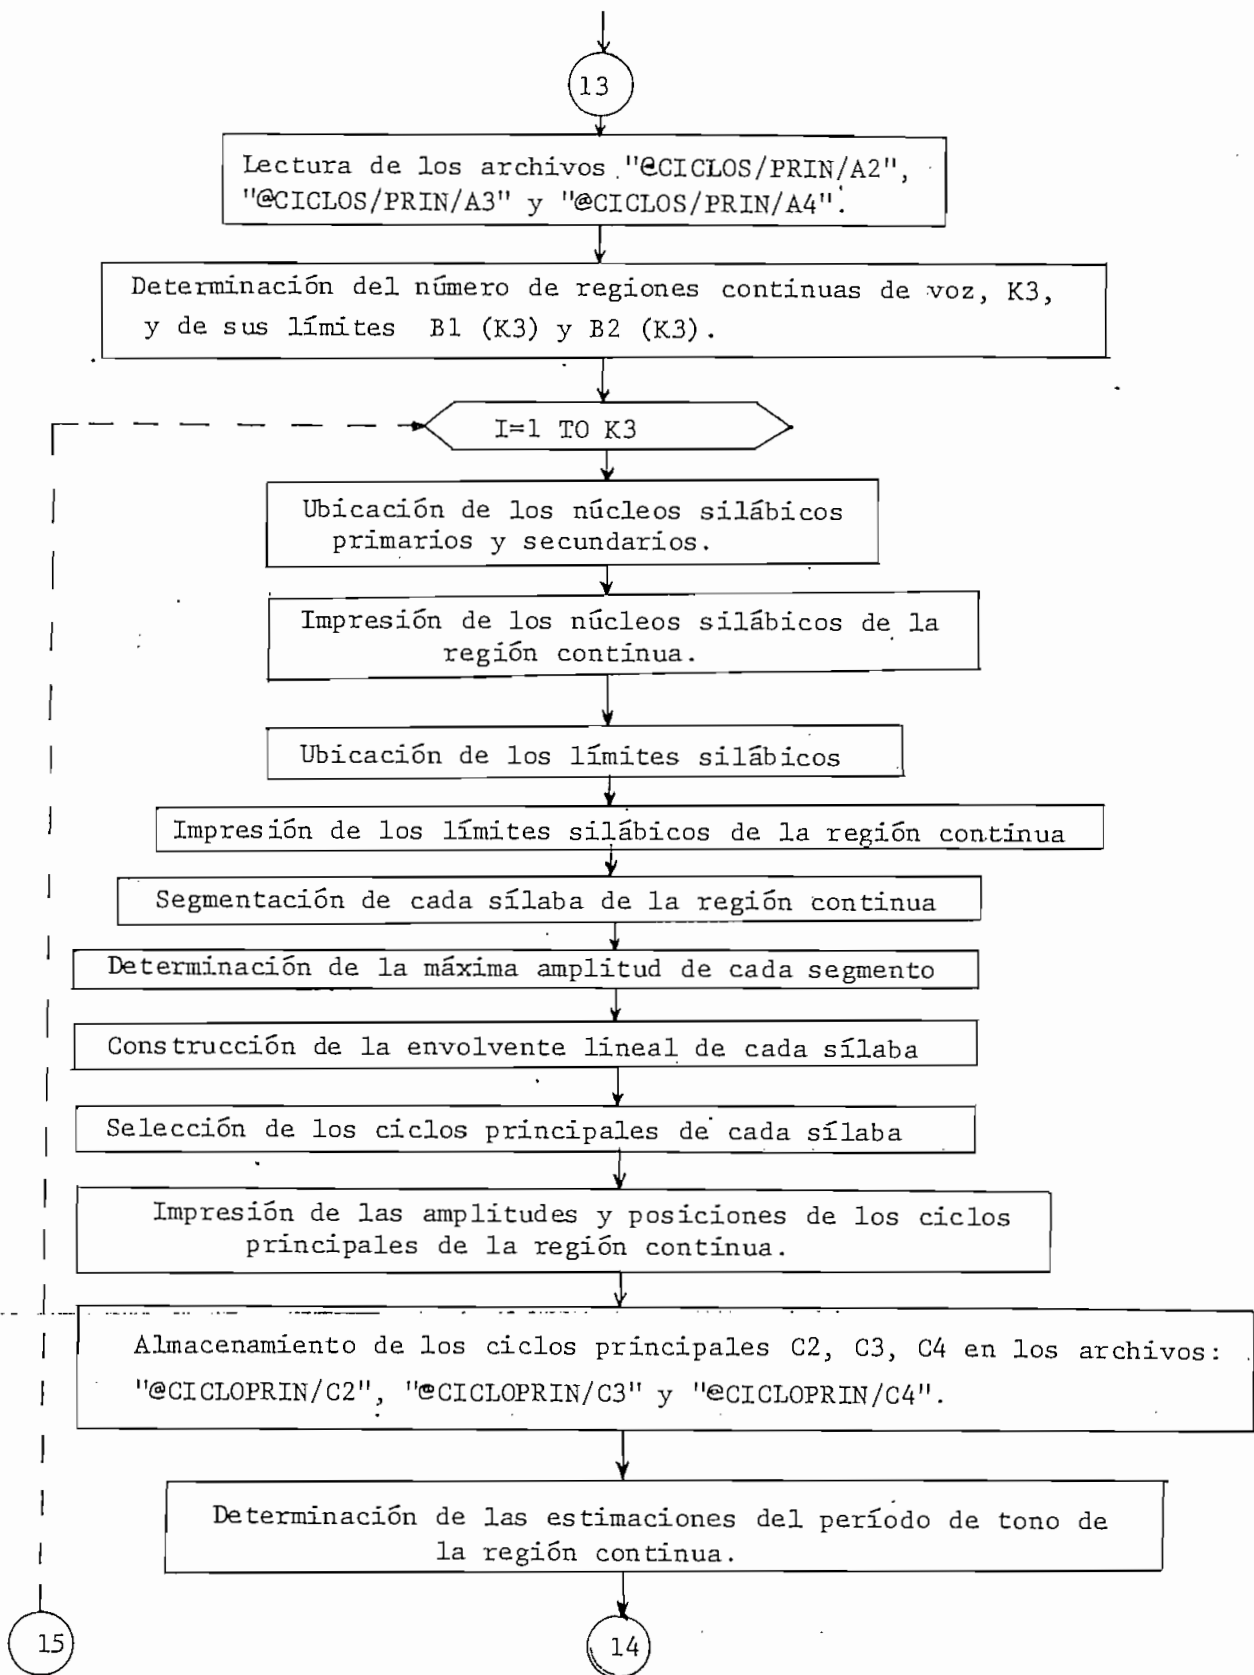 13
Lectura de los archivos "@CICLOS/PRIN/A2",
"@CICLOS/PRIN/A3" y "@CICLOS/PRIN/A4".
Determinación del número de regiones continuas de voz, K3,
y de sus límites B1 (K3) y B2 (K3).
I=1 TO K3
Ubicación de los núcleos silábicos
primarios y secundarios.
Impresión de los núcleos silábicos de la
región continua.
Ubicación de los límites silábicos
Impresión de los límites silábicos de la región continua
Segmentación de cada sílaba de la región continua
Determinación de la máxima amplitud de cada segmento
Construcción de la envolvente lineal de cada sílaba
Selección de los ciclos principales de cada sílaba
Impresión de las amplitudes y posiciones de los ciclos
principales de la región continua.
Almacenamiento de los ciclos principales C2, C3, C4 en los archivos:
"@CICLOPRIN/C2", "@CICLOPRIN/C3" y "@CICLOPRIN/C4".
Determinación de las estimaciones del período de tono de
la región continua.
15
14